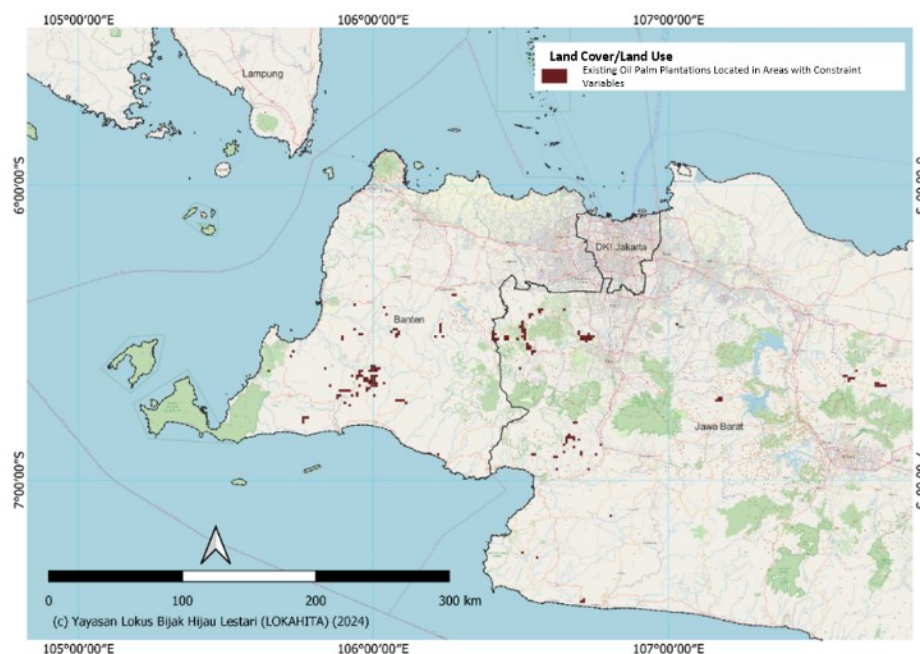 105°00'00"E
106°00'00"E
107°00'00"E
Land Cover/Land Use
Existing Oil Palm Plantations Located in Areas with Constraint
Variables
Lampung
6°00'00"S
DKI Jakarta
Banten
Jawa Barat
7°00'00"S
0 100 200 300 km
(c) Yayasan Lokus Bijak Hijau Lestari (LOKAHITA) (2024)
105°00'00"E
106°00'00"E
107°00'00"E